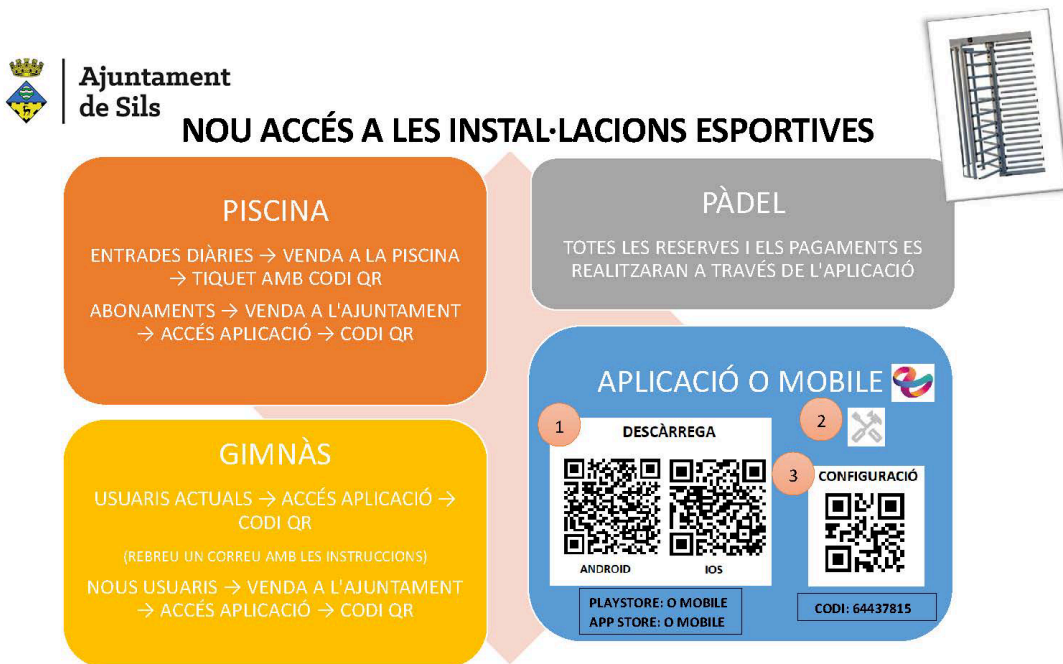 Ajuntament
de Sils
NOU ACCÉS A LES INSTAL·LACIONS ESPORTIVES
PISCINA
ENTRADES DIÀRIES → VENDA A LA PISCINA
→ TIQUET AMB CODI QR
ABONAMENTS → VENDA A L'AJUNTAMENT
→ ACCÉS APLICACIÓ → CODI QR
PÀDEL
TOTES LES RESERVES I ELS PAGAMENTS ES
REALITZARAN A TRAVÉS DE L'APLICACIÓ
GIMNÀS
USUARIS ACTUALS → ACCÉS APLICACIÓ →
CODI QR
(REBREU UN CORREU AMB LES INSTRUCCIONS)
NOUS USUARIS → VENDA A L'AJUNTAMENT
→ ACCÉS APLICACIÓ → CODI QR
APLICACIÓ O MOBILE
1
DESCÀRREGA
ANDROID
IOS
PLAYSTORE: O MOBILE
APP STORE: O MOBILE
2
3
CONFIGURACIÓ
CODI: 64437815